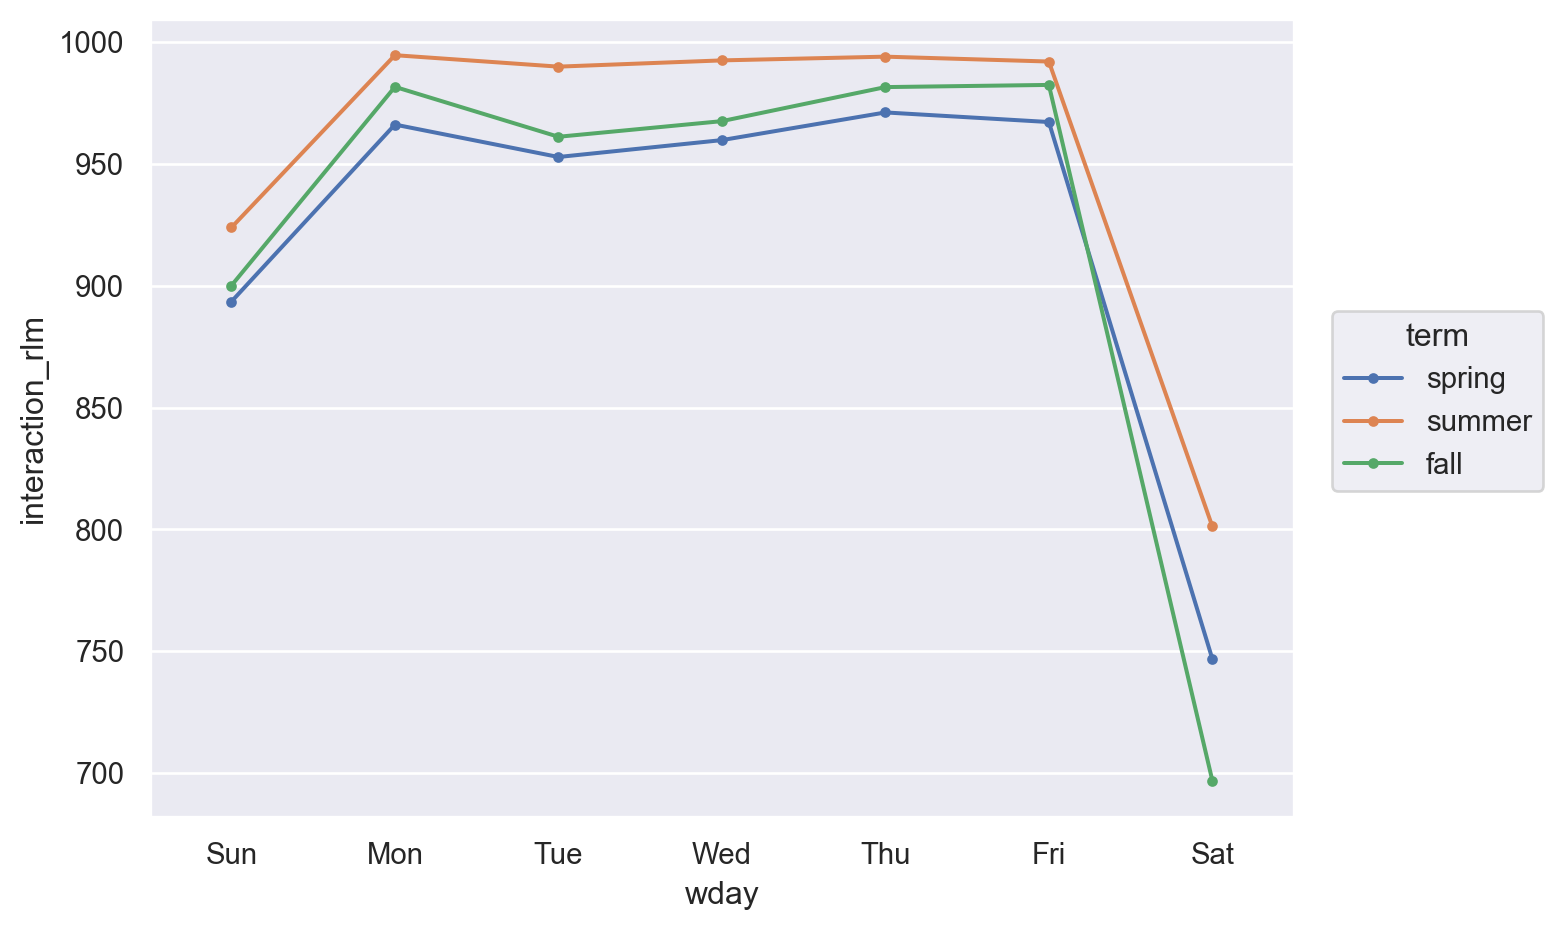 1000
950
900
850
800
750
700
interaction_rlm
Sun Mon Tue Wed Thu Fri Sat
wday
term
spring
summer
fall